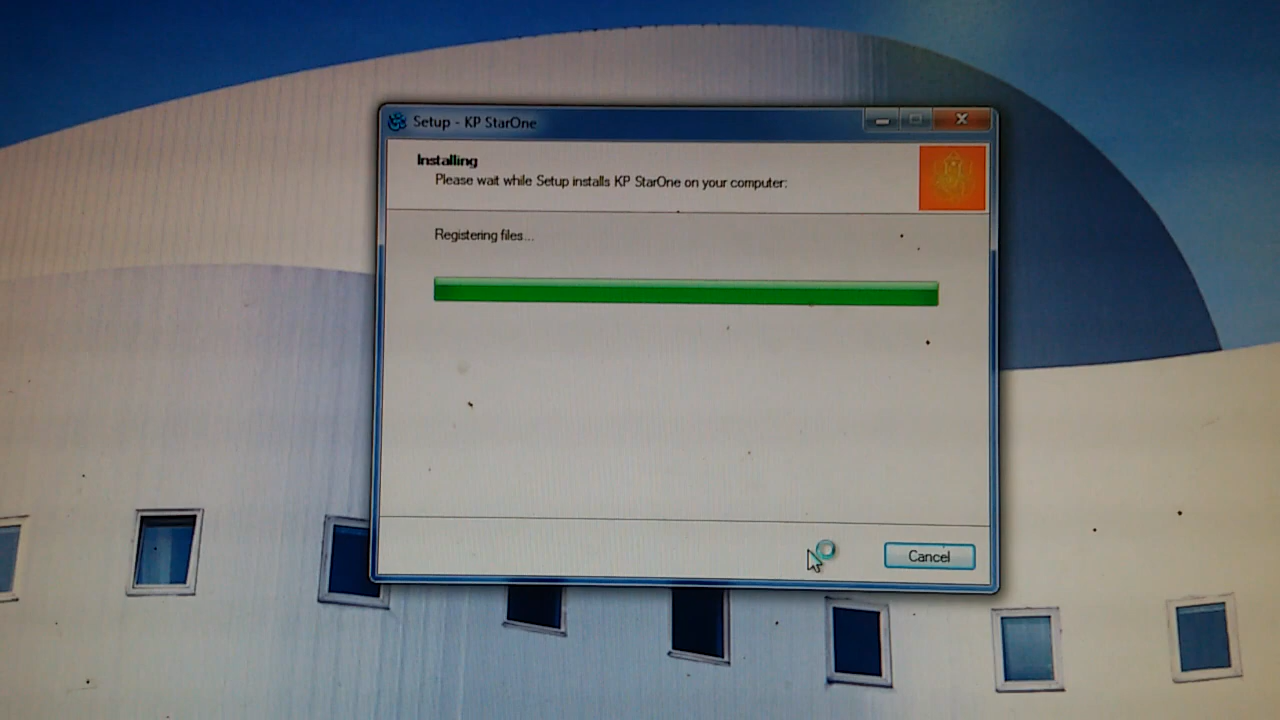 Setup - KP StarOne
Installing
Please wait while Setup installs KP StarOne on your computer.
Registering files...
Cancel